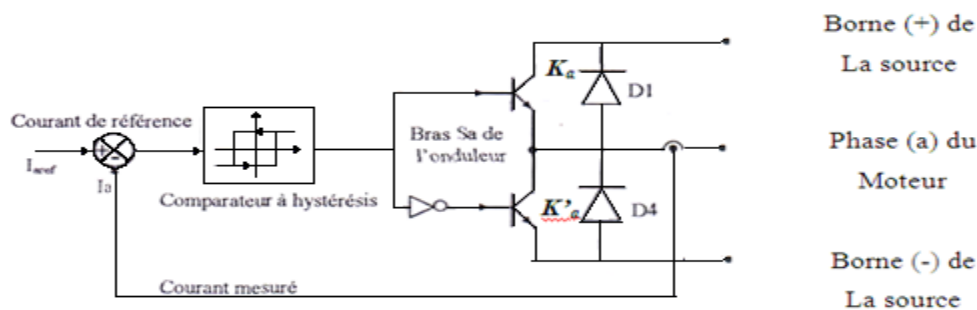 Borne (+) de
La source
Kₐ
D1
Courant de référence
+
-
Iₐᵣₑf
Ia
Bras Sa de
l'onduleur
Phase (a) du
Moteur
Comparateur à hystérésis
K'ₐ
D4
Borne (-) de
La source
Courant mesuré